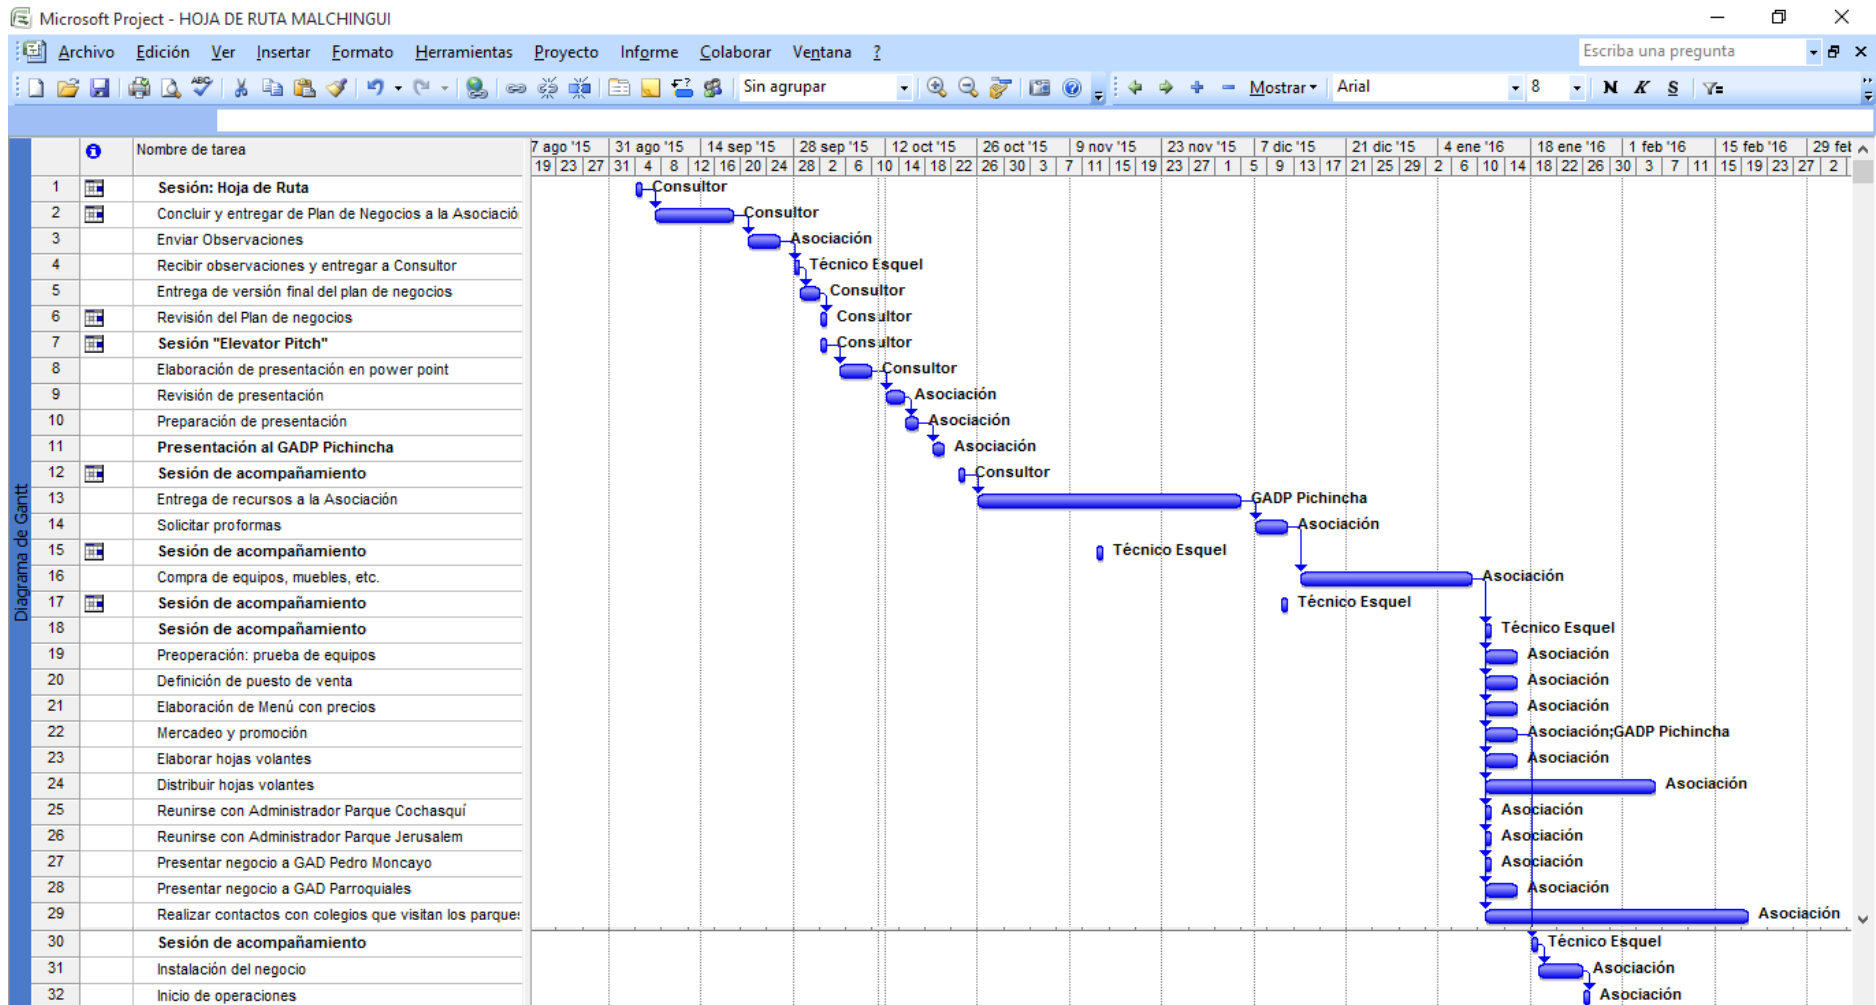 Microsoft Project - HOJA DE RUTA MALCHINGUI
Archivo Edición Ver Insertar Formato Herramientas Proyecto Informe Colaborar Ventana ?
Escriba una pregunta
ABC Sin agrupar Mostrar Arial 8 N K S
Nombre de tarea
7 ago '15 31 ago '15 14 sep '15 28 sep '15 12 oct '15 26 oct '15 9 nov '15 23 nov '15 7 dic '15 21 dic '15 4 ene '16 18 ene '16 1 feb '16 15 feb '16 29 feb
19 23 27 31 4 8 12 16 20 24 28 2 6 10 14 18 22 26 30 3 7 11 15 19 23 27 1 5 9 13 17 21 25 29 2 6 10 14 18 22 26 30 3 7 11 15 19 23 27 2
Diagrama de Gantt
1 Sesión: Hoja de Ruta Consultor
2 Concluir y entregar de Plan de Negocios a la Asociació Consultor
3 Enviar Observaciones Asociación
4 Recibir observaciones y entregar a Consultor Técnico Esquel
5 Entrega de versión final del plan de negocios Consultor
6 Revisión del Plan de negocios Consultor
7 Sesión "Elevator Pitch" Consultor
8 Elaboración de presentación en power point Consultor
9 Revisión de presentación Asociación
10 Preparación de presentación Asociación
11 Presentación al GADP Pichincha Asociación
12 Sesión de acompañamiento Consultor
13 Entrega de recursos a la Asociación GADP Pichincha
14 Solicitar proformas Asociación
15 Sesión de acompañamiento Técnico Esquel
16 Compra de equipos, muebles, etc. Asociación
17 Sesión de acompañamiento Técnico Esquel
18 Sesión de acompañamiento Técnico Esquel
19 Preoperación: prueba de equipos Asociación
20 Definición de puesto de venta Asociación
21 Elaboración de Menú con precios Asociación
22 Mercadeo y promoción Asociación;GADP Pichincha
23 Elaborar hojas volantes Asociación
24 Distribuir hojas volantes Asociación
25 Reunirse con Administrador Parque Cochasquí Asociación
26 Reunirse con Administrador Parque Jerusalem Asociación
27 Presentar negocio a GAD Pedro Moncayo Asociación
28 Presentar negocio a GAD Parroquiales Asociación
29 Realizar contactos con colegios que visitan los parques Asociación
30 Sesión de acompañamiento Técnico Esquel
31 Instalación del negocio Asociación
32 Inicio de operaciones Asociación